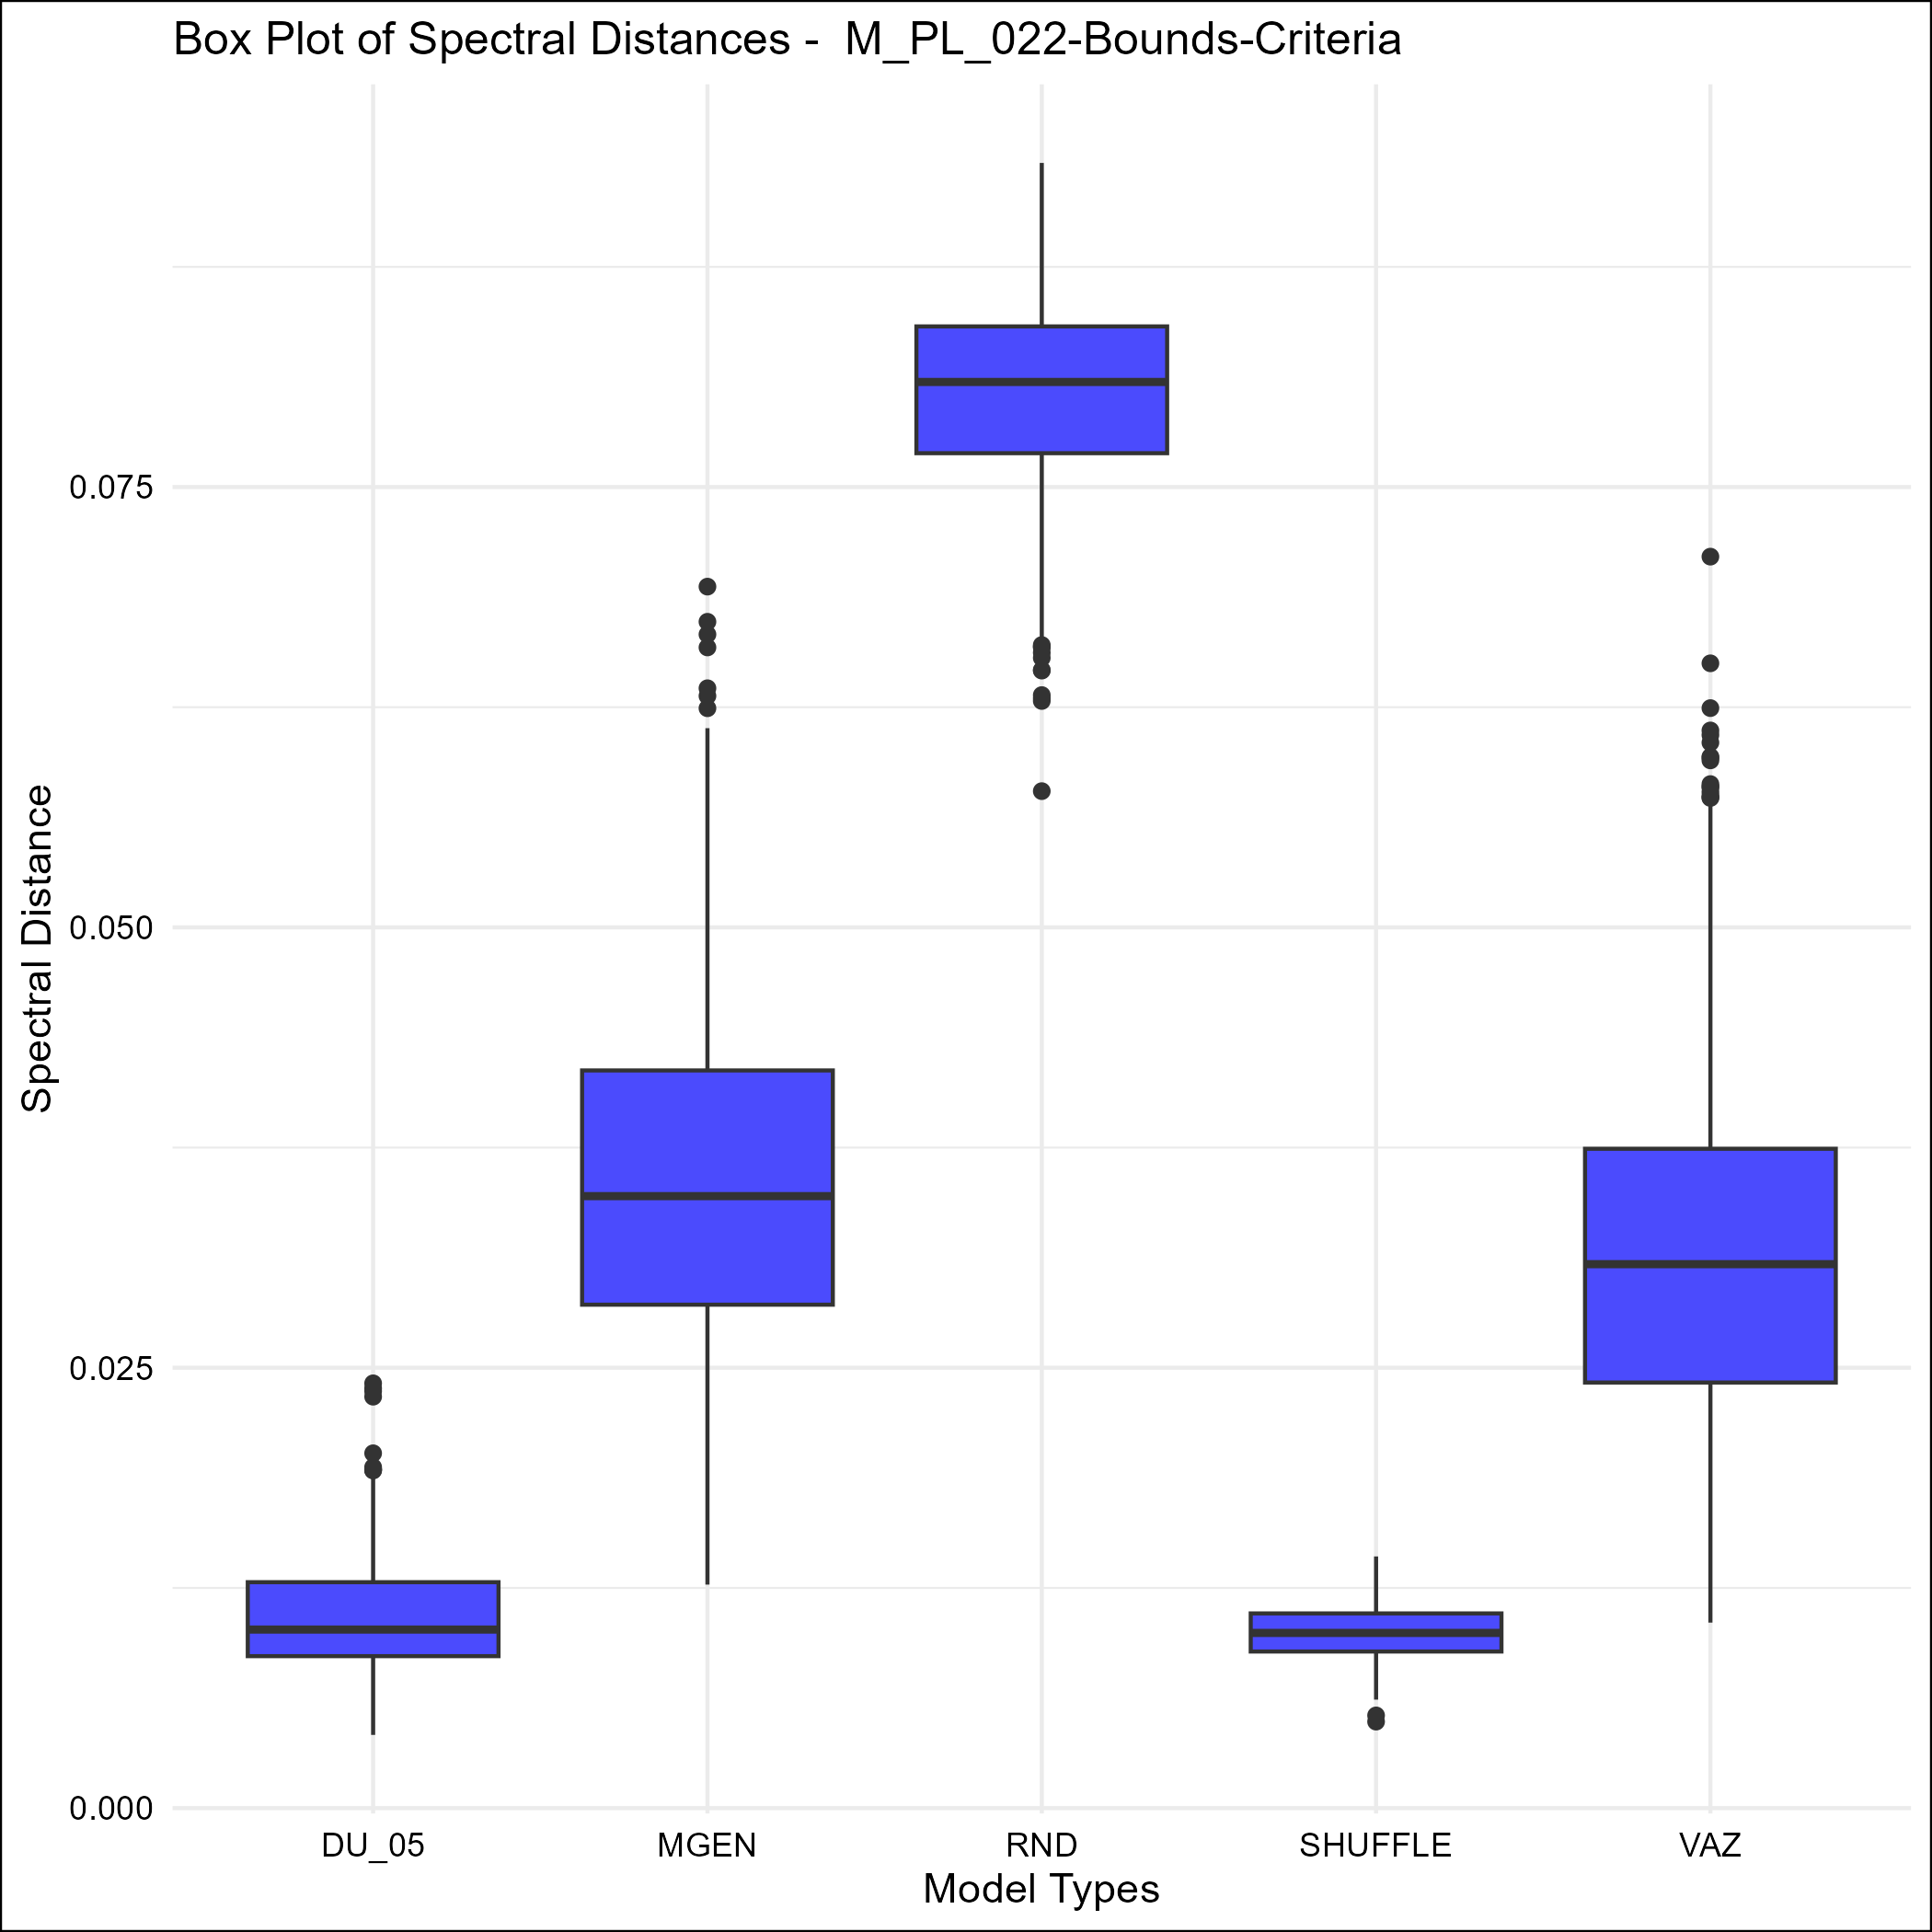 Box Plot of Spectral Distances -  M_PL_022-Bounds-Criteria
Spectral Distance
0.075
0.050
0.025
0.000
DU_05
MGEN
RND
SHUFFLE
VAZ
Model Types